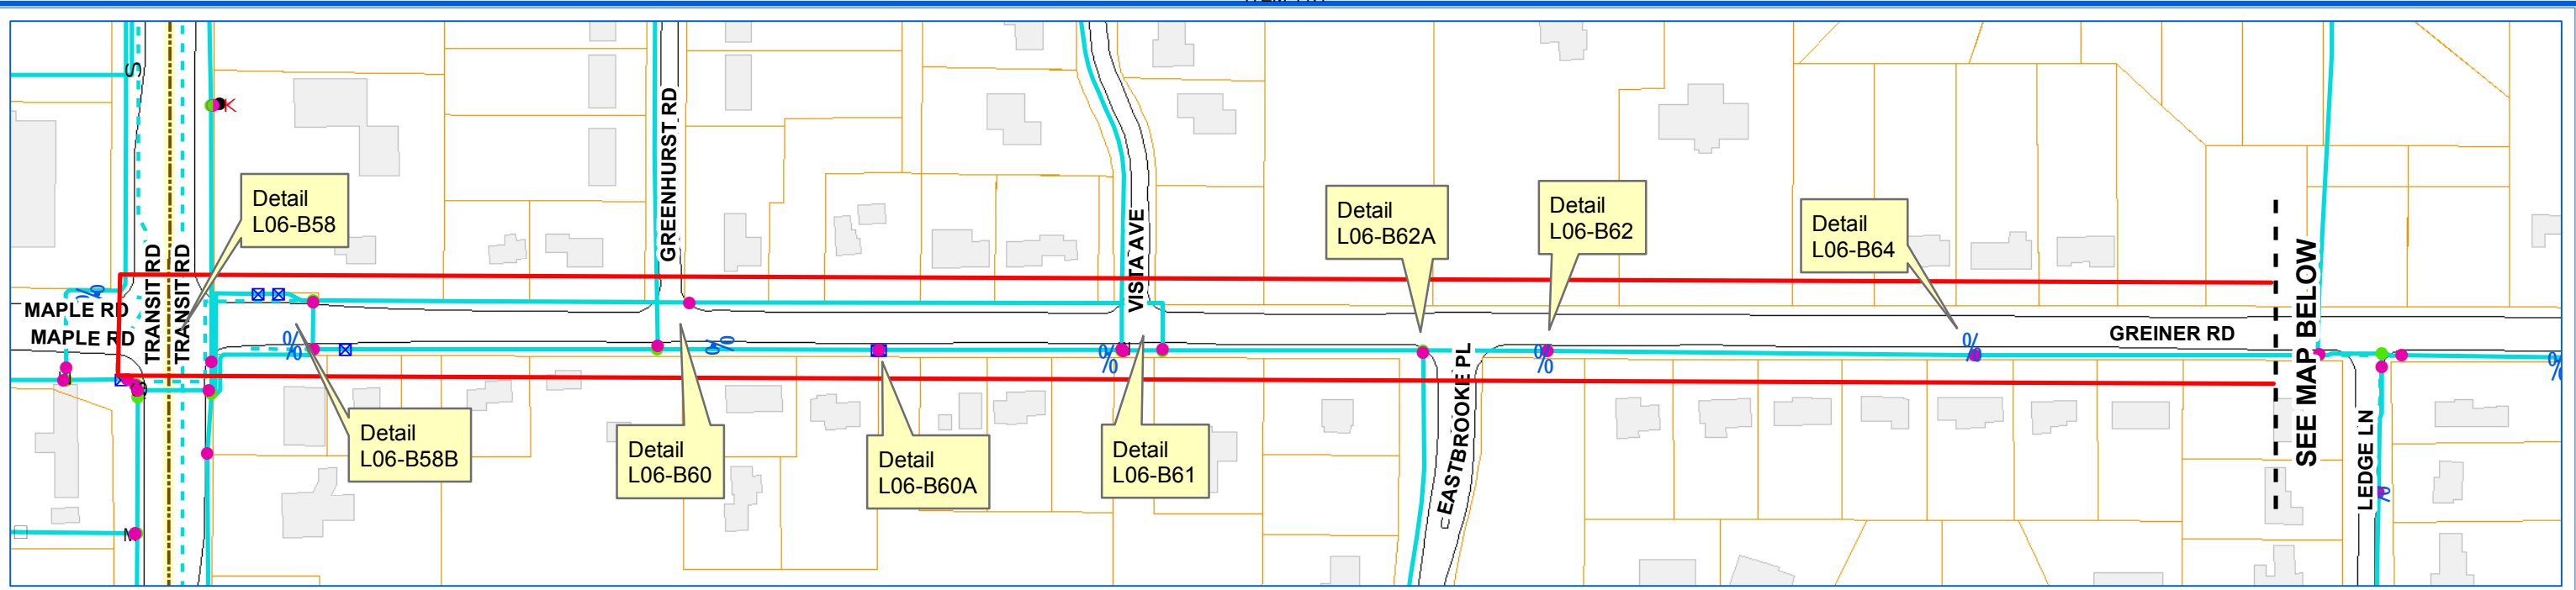 Detail
L06-B58
GREENHURST RD
VISTA AVE
Detail
L06-B62A
Detail
L06-B62
Detail
L06-B64
TRANSIT RD
TRANSIT RD
MAPLE RD
MAPLE RD
GREINER RD
SEE MAP BELOW
Detail
L06-B58B
Detail
L06-B60
Detail
L06-B60A
Detail
L06-B61
EASTBROOKE PL
LEDGE LN